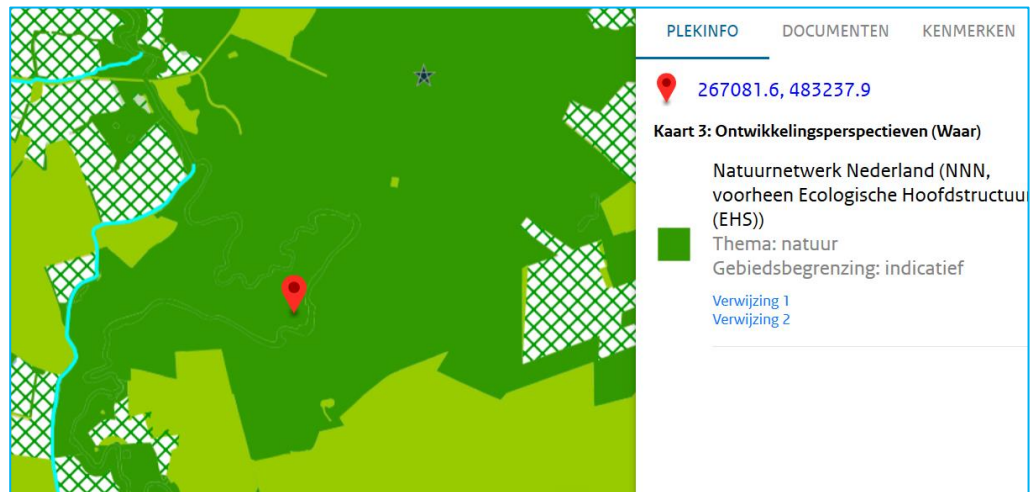 PLEKINFO DOCUMENTEN KENMERKEN
267081.6, 483237.9
Kaart 3: Ontwikkelingsperspectieven (Waar)
Natuurnetwerk Nederland (NNN,
voorheen Ecologische Hoofdstructuur
(EHS))
Thema: natuur
Gebiedsbegrenzing: indicatief
Verwijzing 1
Verwijzing 2